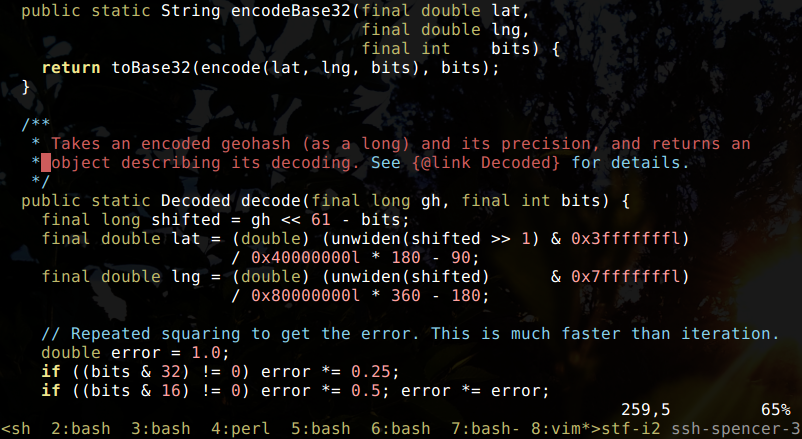 public static String encodeBase32(final double lat,
                                  final double lng,
                                  final int    bits) {
  return toBase32(encode(lat, lng, bits), bits);
}

/**
 * Takes an encoded geohash (as a long) and its precision, and returns an
 * object describing its decoding. See {@link Decoded} for details.
 */
public static Decoded decode(final long gh, final int bits) {
  final long shifted = gh << 61 - bits;
  final double lat = (double) (unwiden(shifted >> 1) & 0x3fffffffl)
                     / 0x40000000l * 180 - 90;
  final double lng = (double) (unwiden(shifted)      & 0x7fffffffl)
                     / 0x80000000l * 360 - 180;

  // Repeated squaring to get the error. This is much faster than iteration.
  double error = 1.0;
  if ((bits & 32) != 0) error *= 0.25;
  if ((bits & 16) != 0) error *= 0.5; error *= error;
259,5         65%
<sh  2:bash  3:bash  4:perl  5:bash  6:bash  7:bash- 8:vim*>stf-i2 ssh-spencer-3